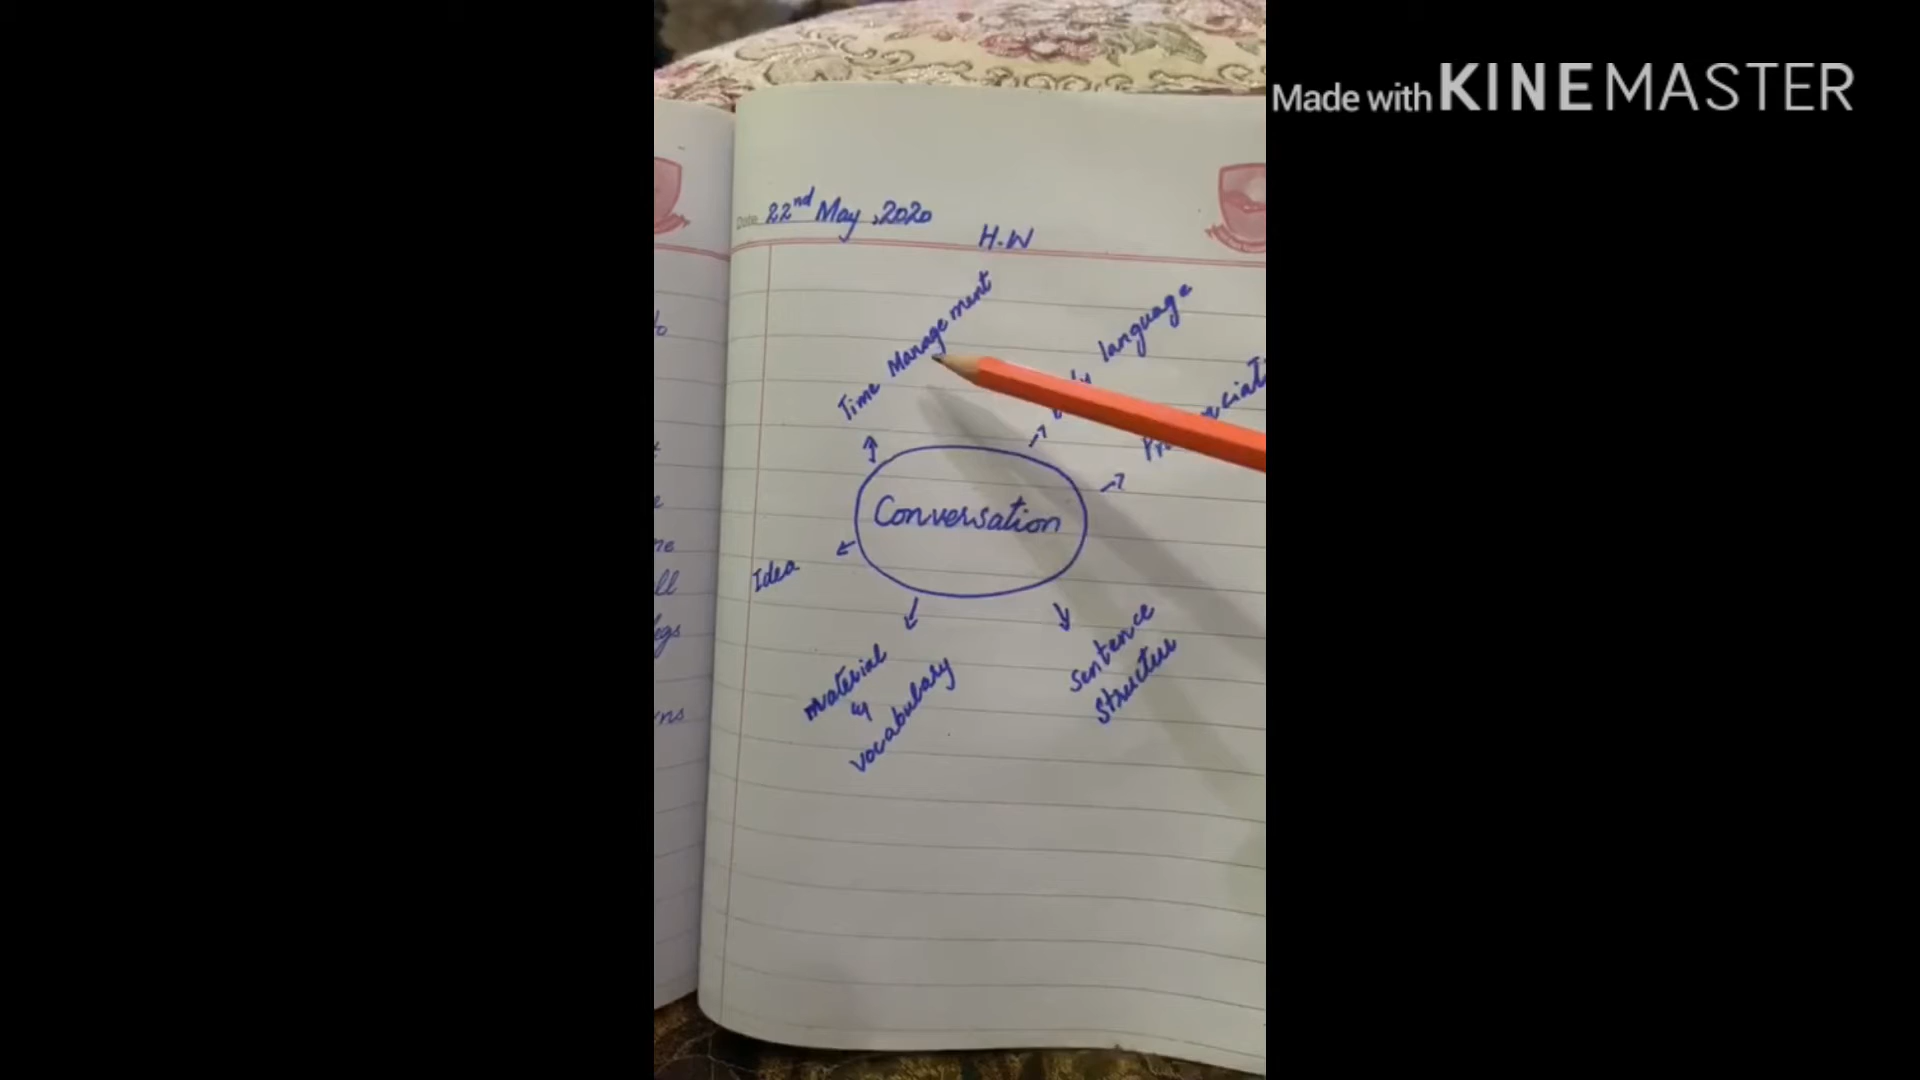 Made with KINEMASTER
Date 22nd May, 2020
H.W
Time Management
language
Conversation
Idea
material
vocabulary
Sentence
Structure